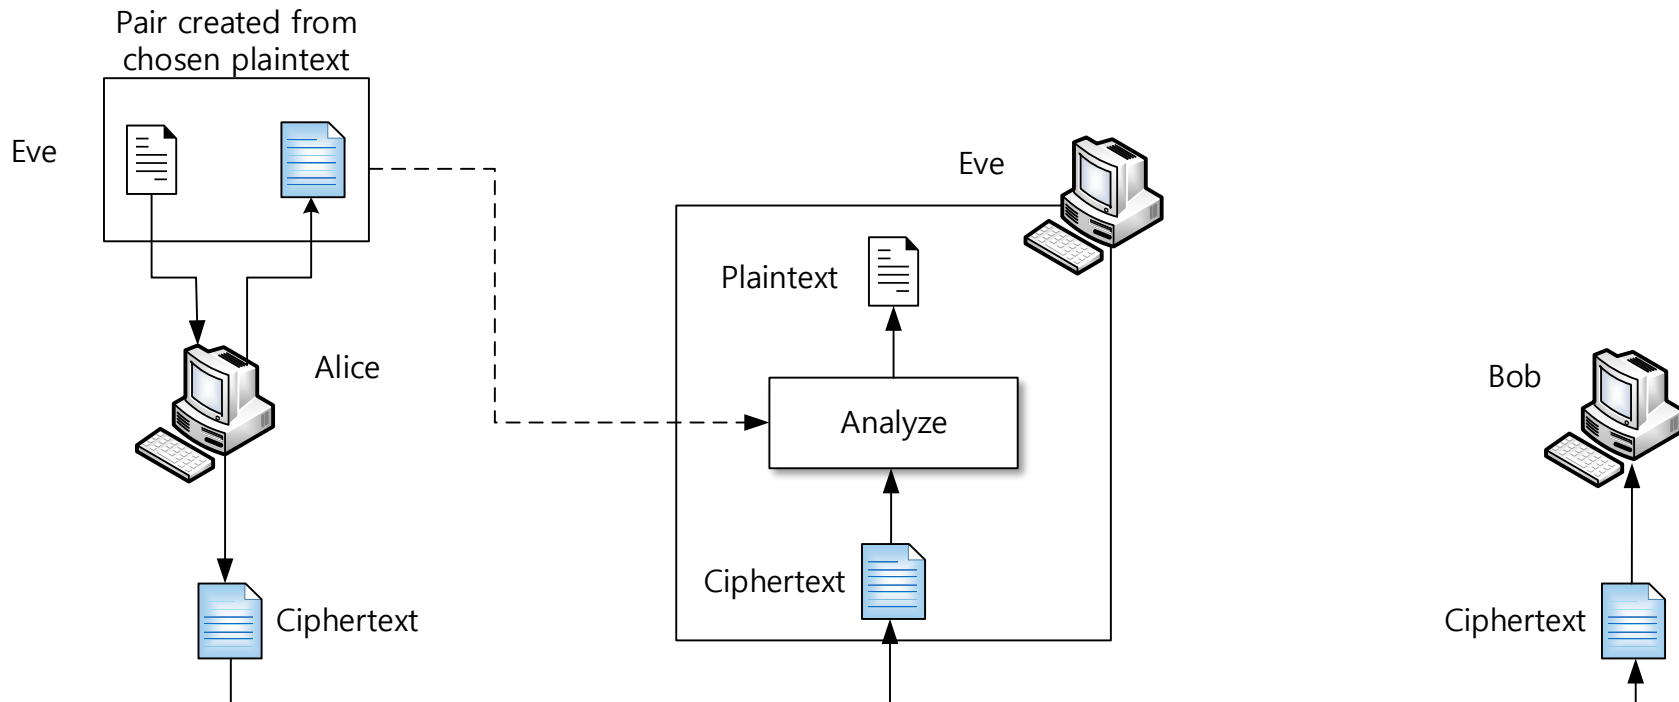 Pair created from
chosen plaintext
Eve
Eve
Plaintext
Alice
Bob
Analyze
Ciphertext
Ciphertext
Ciphertext